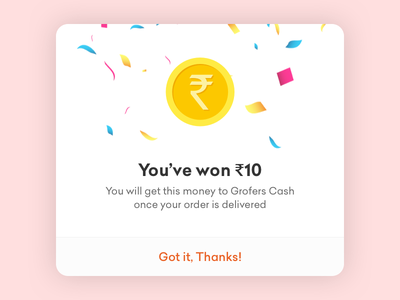 ₹
You’ve won ₹10
You will get this money to Grofers Cash
once your order is delivered
Got it, Thanks!